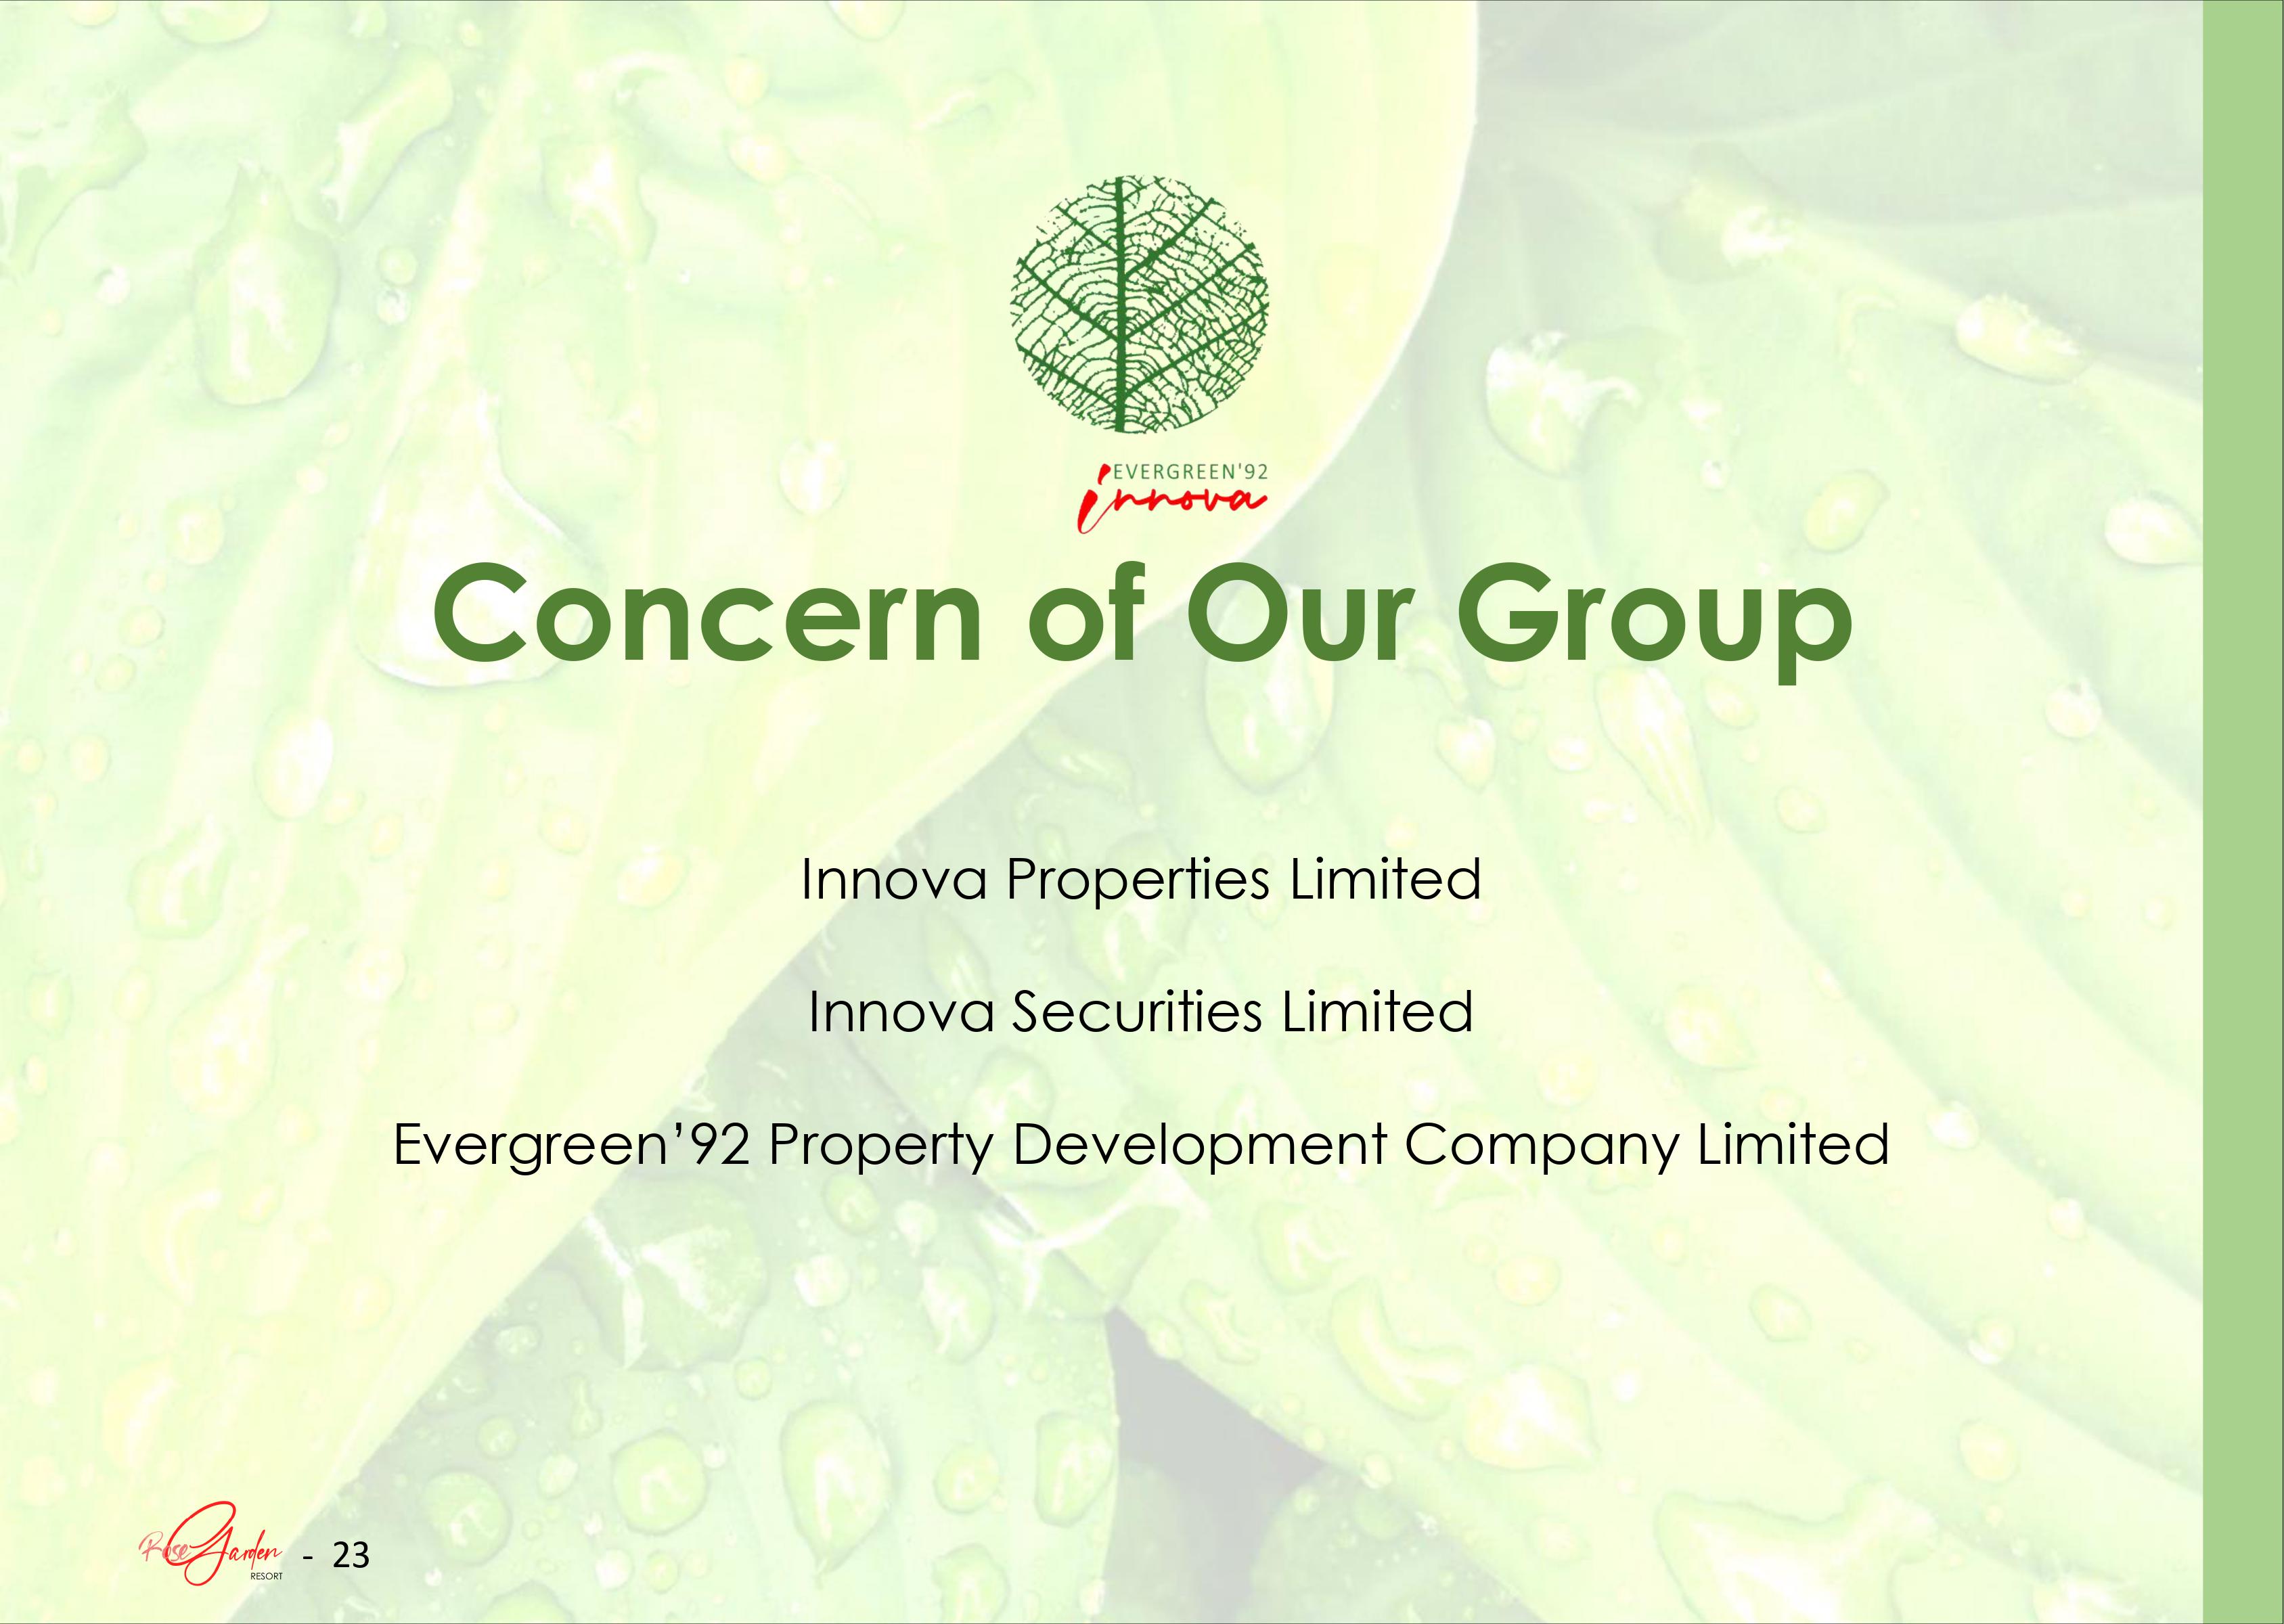 EVERGREEN'92
innova
Concern of Our Group
Innova Properties Limited
Innova Securities Limited
Evergreen’92 Property Development Company Limited
Rose Garden
RESORT
- 23